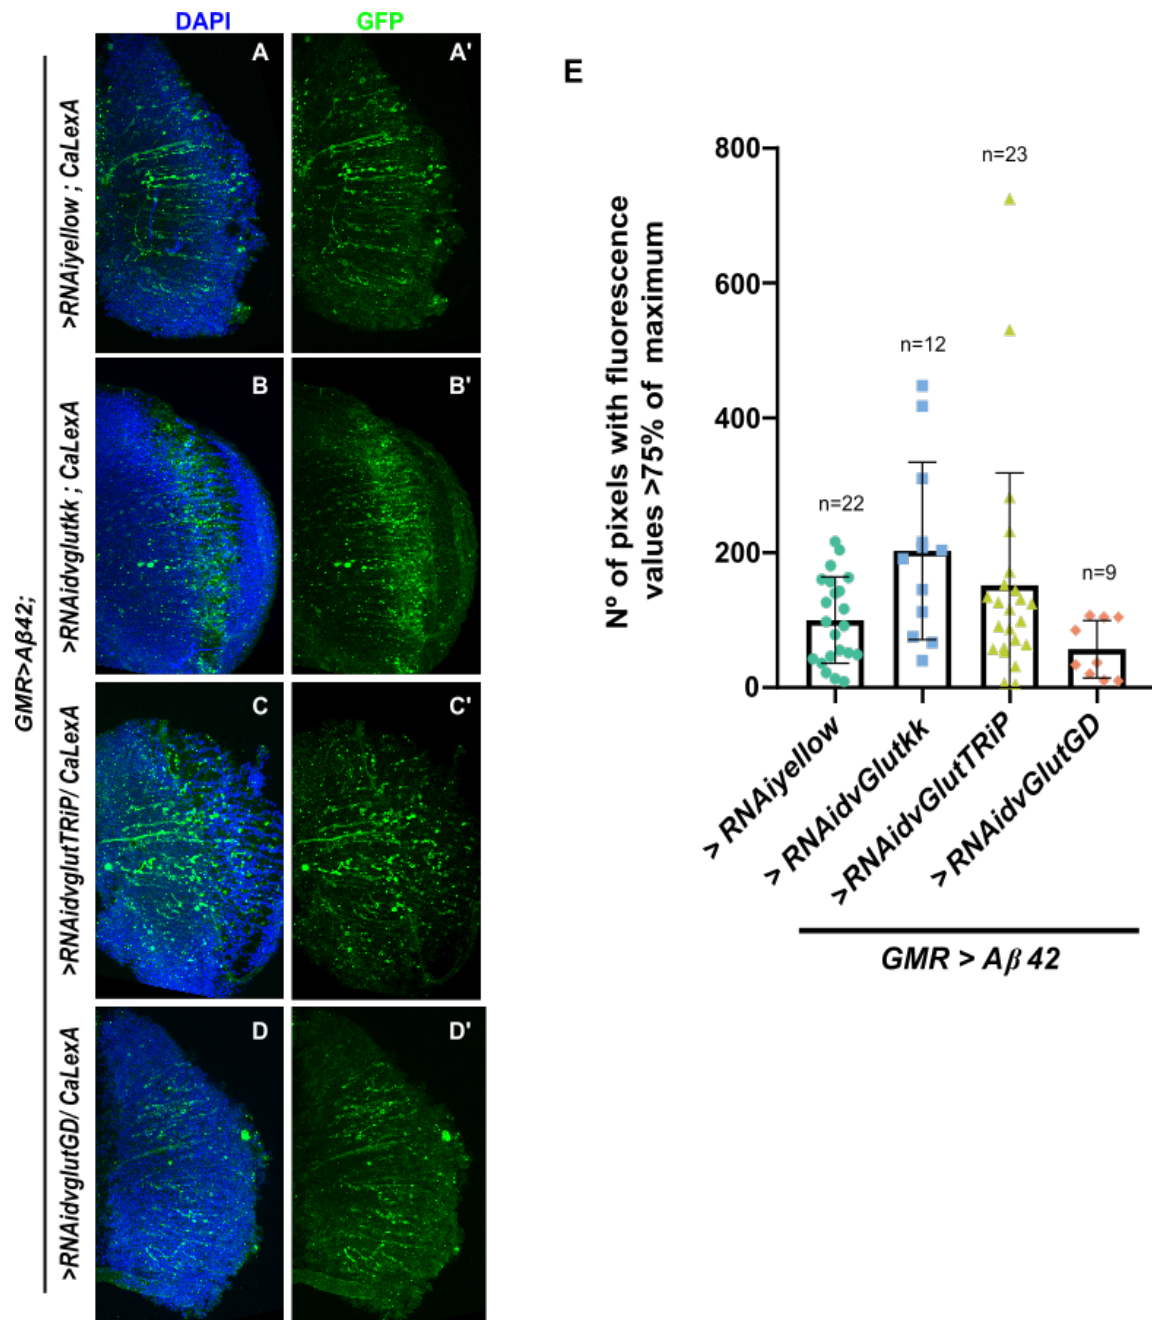 DAPI
GFP
A
A'
B
B'
C
C'
D
D'
GMR>Aβ42;
>RNAiyellow ; CaLexA
>RNAidvglutkk ; CaLexA
>RNAidvglutTRiP/ CaLexA
>RNAidvglutGD/ CaLexA
E
Nº of pixels with fluorescence
values >75% of maximum
800
600
400
200
0
n=22
n=12
n=23
n=9
> RNAiyellow
> RNAidvGlutkk
>RNAidvGlutTRiP
>RNAidvGlutGD
GMR > Aβ 42